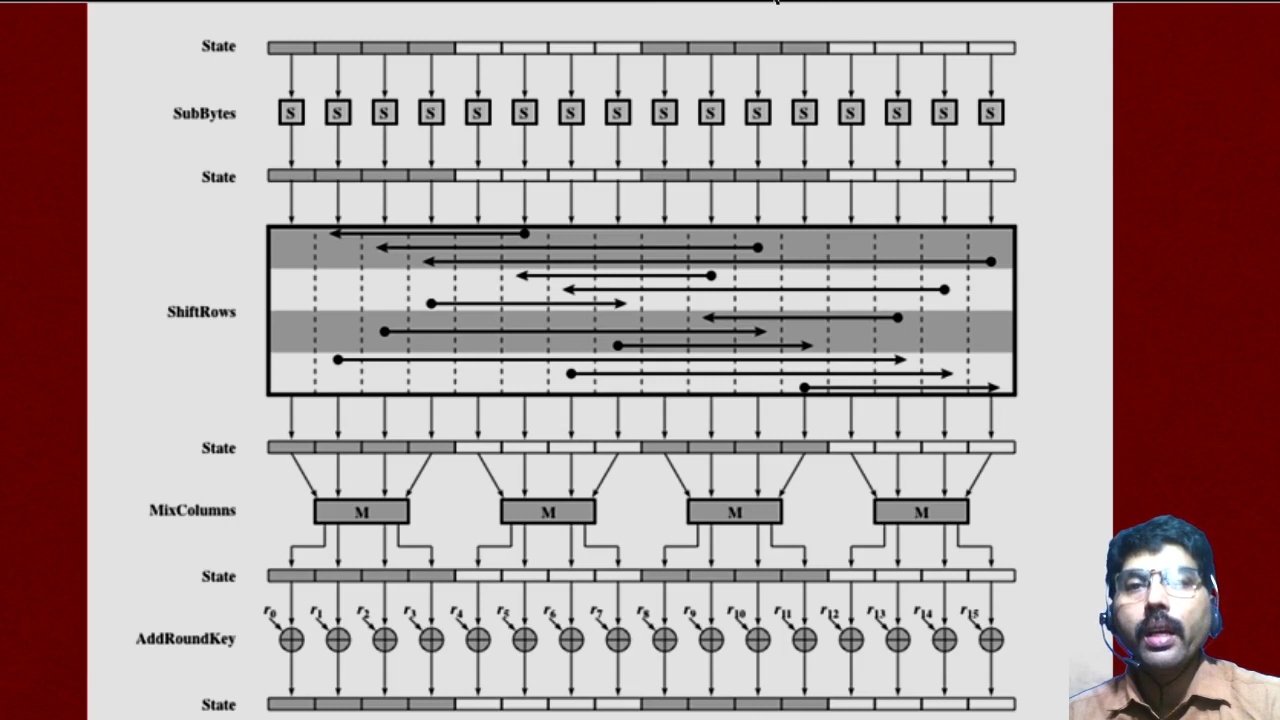 State
SubBytes S S S S S S S S S S S S S S S S
State
ShiftRows
State
MixColumns M M M M
State
r0 r1 r2 r3 r4 r5 r6 r7 r8 r9 r10 r11 r12 r13 r14 r15
AddRoundKey
State